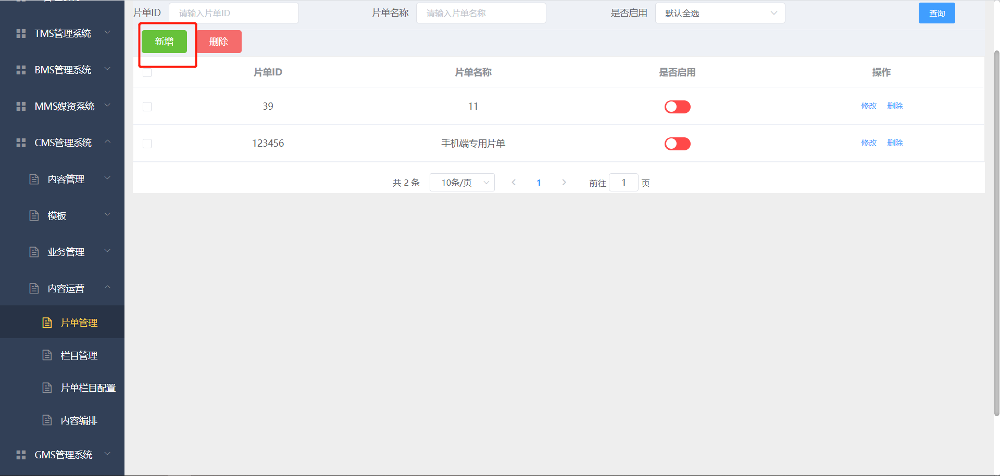 TMS管理系统
BMS管理系统
MMS媒资系统
CMS管理系统
内容管理
模板
业务管理
内容运营
片单管理
栏目管理
片单栏目配置
内容编排
GMS管理系统
片单ID 请输入片单ID 片单名称 请输入片单名称 是否启用 默认全选 查询
新增 删除
片单ID 片单名称 是否启用 操作
39 11 修改 删除
123456 手机端专用片单 修改 删除
共 2 条 10条/页 1 前往 1 页